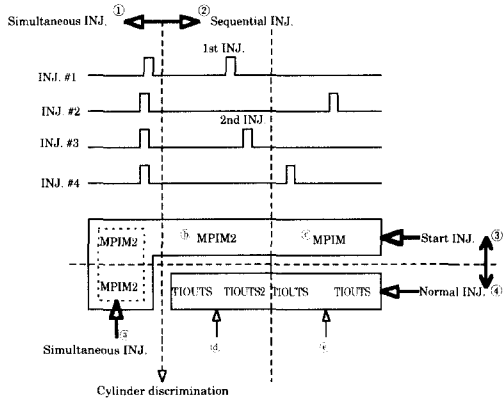 Simultaneous INJ. ① ② Sequential INJ.
1st INJ.
INJ. #1
INJ. #2
2nd INJ.
INJ. #3
INJ. #4
MPIM2 ⓑ MPIM2 ⓒ MPIM Start INJ. ③
MPIM2
TIOUTS TIOUTS2 TIOUTS TIOUTS Normal INJ. ④
ⓐ ⓓ ⓔ
Simultaneous INJ.
Cylinder discrimination